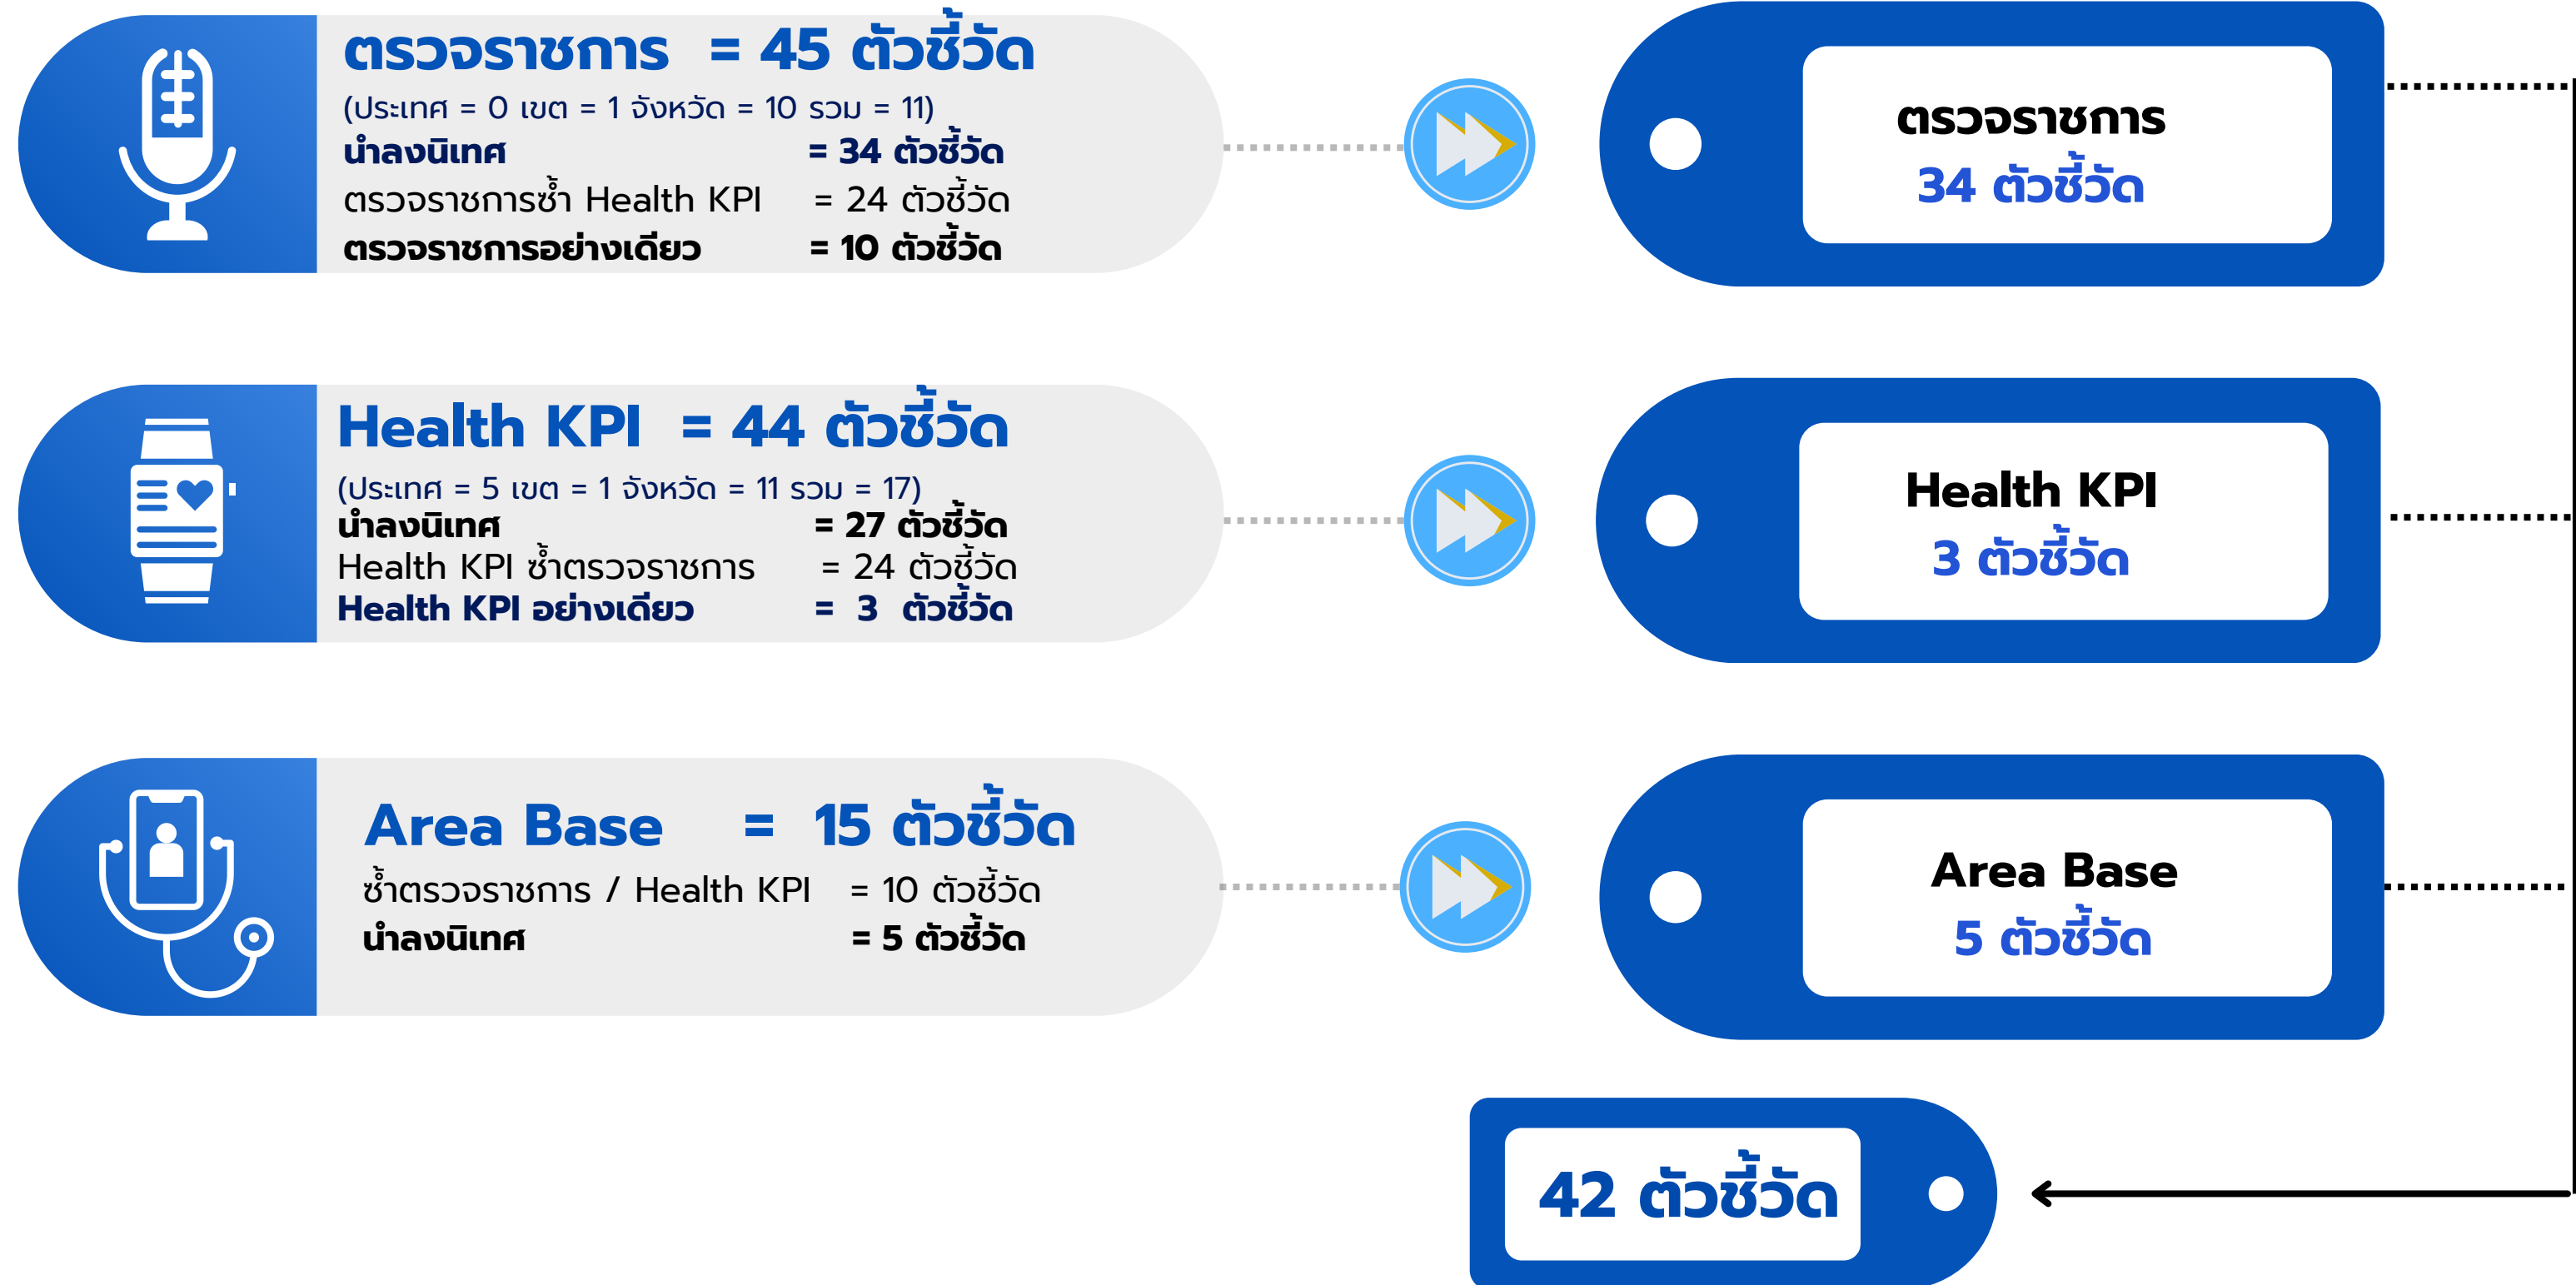 ตรวจราชการ = 45 ตัวชี้วัด
(ประเทศ = 0 เขต = 1 จังหวัด = 10 รวม = 11)
นำลงนิเทศ = 34 ตัวชี้วัด
ตรวจราชการซ้ำ Health KPI = 24 ตัวชี้วัด
ตรวจราชการอย่างเดียว = 10 ตัวชี้วัด
ตรวจราชการ
34 ตัวชี้วัด
Health KPI = 44 ตัวชี้วัด
(ประเทศ = 5 เขต = 1 จังหวัด = 11 รวม = 17)
นำลงนิเทศ = 27 ตัวชี้วัด
Health KPI ซ้ำตรวจราชการ = 24 ตัวชี้วัด
Health KPI อย่างเดียว = 3 ตัวชี้วัด
Health KPI
3 ตัวชี้วัด
Area Base = 15 ตัวชี้วัด
ซ้ำตรวจราชการ / Health KPI = 10 ตัวชี้วัด
นำลงนิเทศ = 5 ตัวชี้วัด
Area Base
5 ตัวชี้วัด
42 ตัวชี้วัด